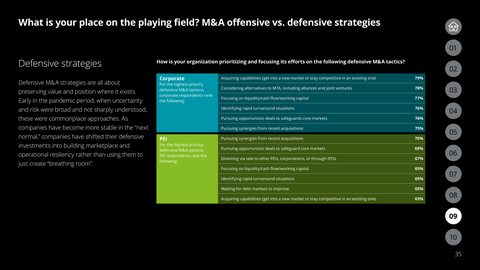 What is your place on the playing field? M&A offensive vs. defensive strategies
Defensive strategies
Defensive M&A strategies are all about
preserving value and position where it exists.
Early in the pandemic period, when uncertainty
and risk were broad and not sharply understood,
these were commonplace approaches. As
companies have become more stable in the “next
normal,” companies have shifted their defensive
investments into building marketplace and
operational resiliency rather than using them to
just create “breathing room”.
How is your organization prioritizing and focusing its efforts on the following defensive M&A tactics?
Corporate
For the highest priority
defensive M&A options,
corporate respondents rank
the following:
Acquiring capabilities (get into a new market or stay competitive in an existing one) 79%
Considering alternatives to M?A, including alliances and joint ventures 78%
Focusing on liquidity/cash flow/working capital 77%
Identifying rapid turnaround situations 76%
Pursuing opportunistic deals to safeguard core markets 76%
Pursuing synergies from recent acquisitions 75%
PEI
For the highest priority
defensive M&A options,
PEI respondents rank the
following:
Pursuing synergies from recent acquisitions 70%
Pursuing opportunistic deals to safeguard core markets 69%
Divesting via sale to other PEIs, corporations, or through IPOs 67%
Focusing on liquidity/cash flow/working capital 65%
Identifying rapid turnaround situations 65%
Waiting for debt markets to improve 65%
Acquiring capabilities (get into a new market or stay competitive in an existing one) 65%
01
02
03
04
05
06
07
08
09
10
35